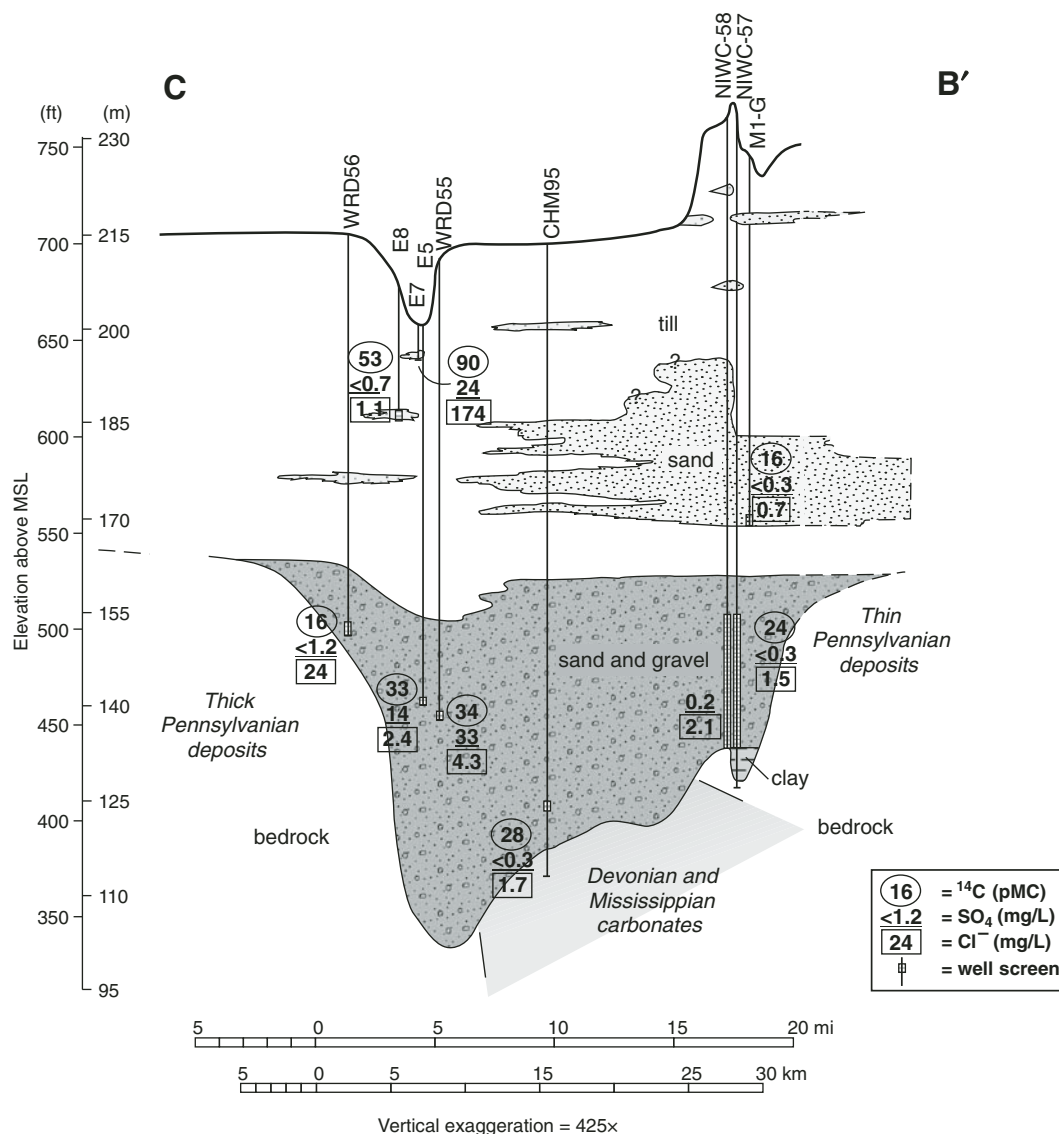 C
B′
(ft)
(m)
Elevation above MSL
750
700
650
600
550
500
450
400
350
230
215
200
185
170
155
140
125
110
95
WRD56
E8
E7
E5
WRD55
CHM95
NIWC-58
NIWC-57
M1-G
till
53
<0.7
1.1
90
24
174
?
?
sand
16
<0.3
0.7
16
<1.2
24
33
14
2.4
34
33
4.3
sand and gravel
24
<0.3
1.5
0.2
2.1
28
<0.3
1.7
Thick
Pennsylvanian
deposits
Thin
Pennsylvanian
deposits
clay
bedrock
bedrock
Devonian and
Mississippian
carbonates
16 = ¹⁴C (pMC)
<1.2 = SO₄ (mg/L)
24 = Cl⁻ (mg/L)
= well screen
5 0 5 10 15 20 mi
5 0 5 15 25 30 km
Vertical exaggeration = 425×